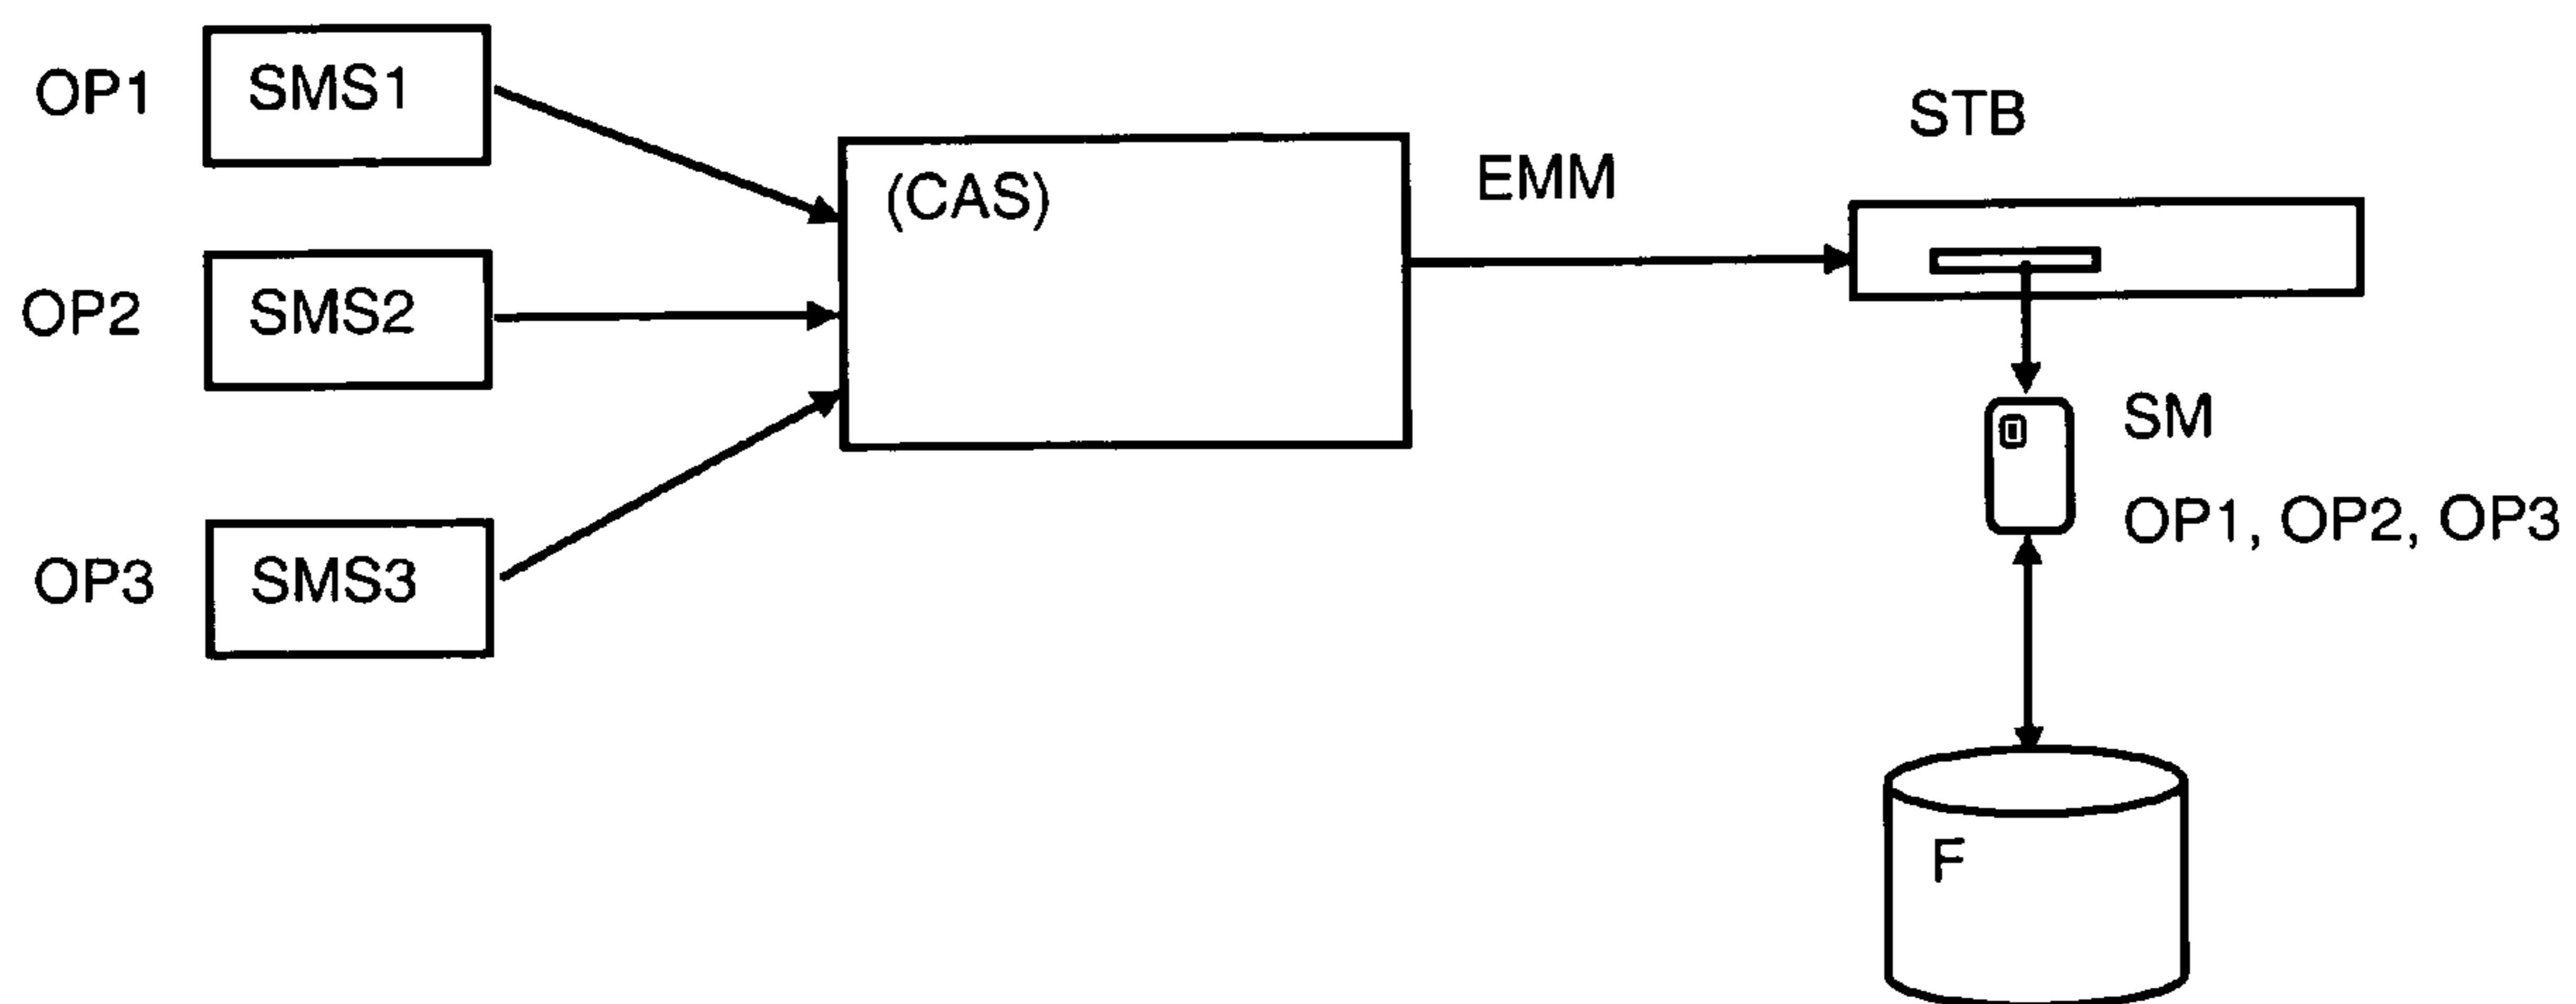 OP1 SMS1
(CAS)
EMM
STB
OP2 SMS2
SM
OP1, OP2, OP3
OP3 SMS3
F